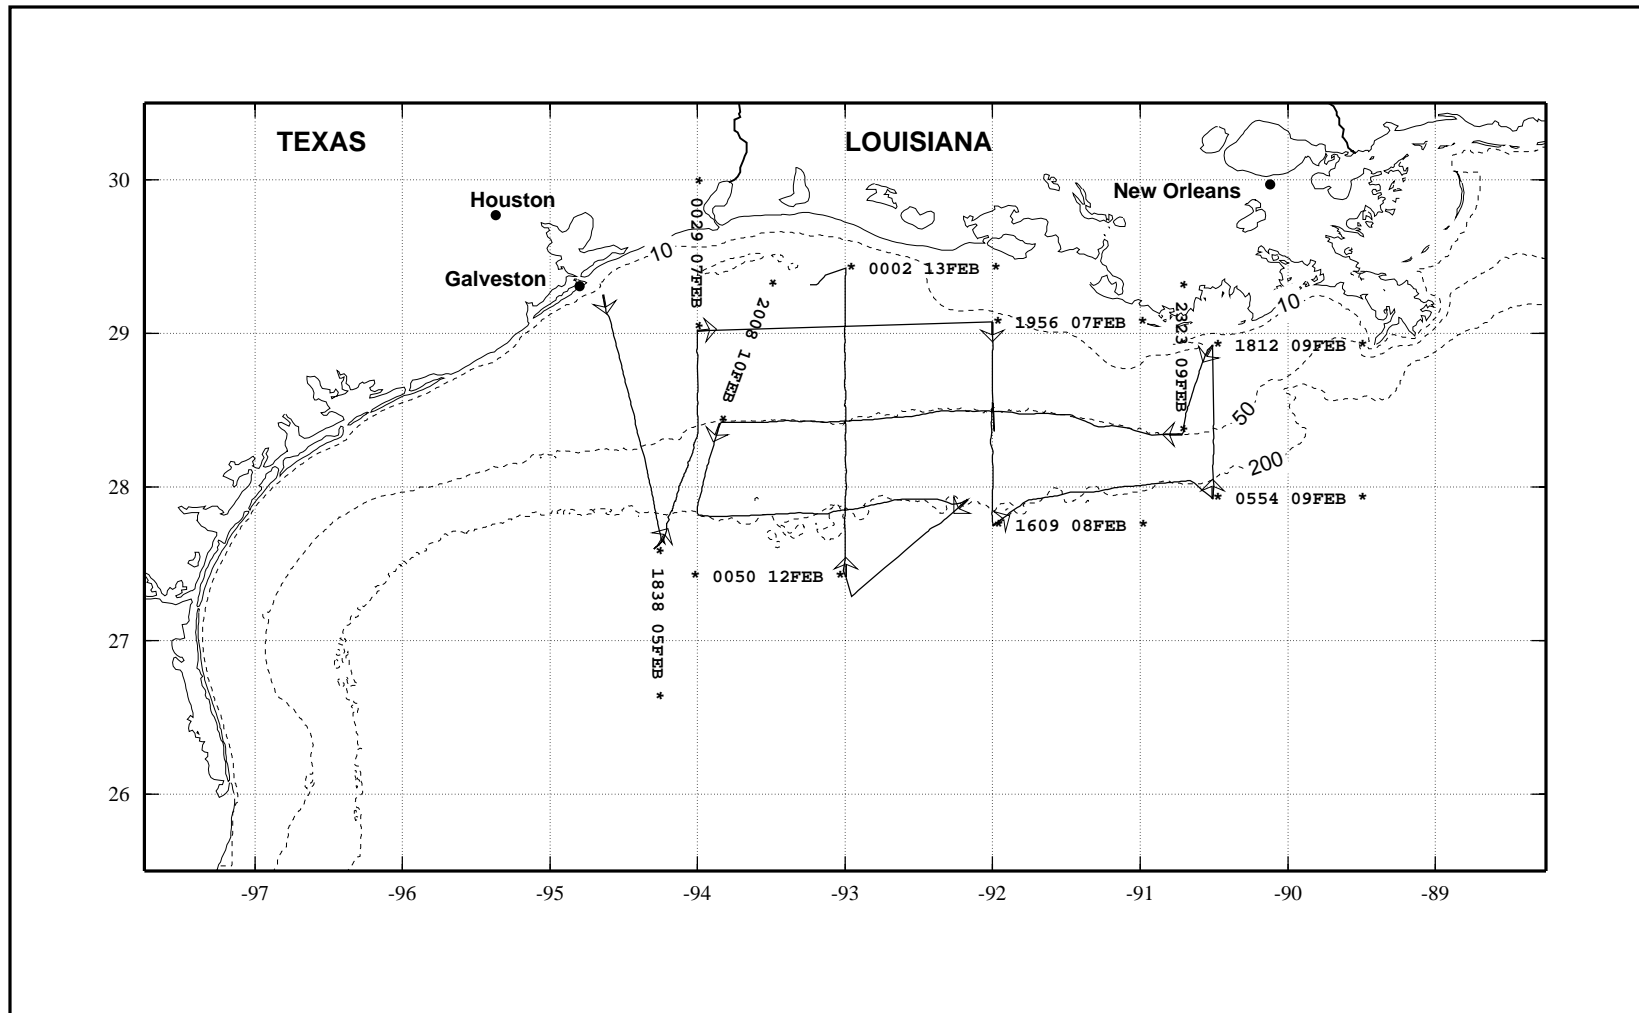 TEXAS
LOUISIANA
30
Houston
New Orleans
* 0029 07FEB *
10
Galveston
* 0002 13FEB *
* 2008 10FEB *
* 2323 09FEB *
10
29
* 1956 07FEB *
* 1812 09FEB *
50
200
28
* 0554 09FEB *
* 1609 08FEB *
* 0050 12FEB *
* 1838 05FEB *
27
26
-97 -96 -95 -94 -93 -92 -91 -90 -89